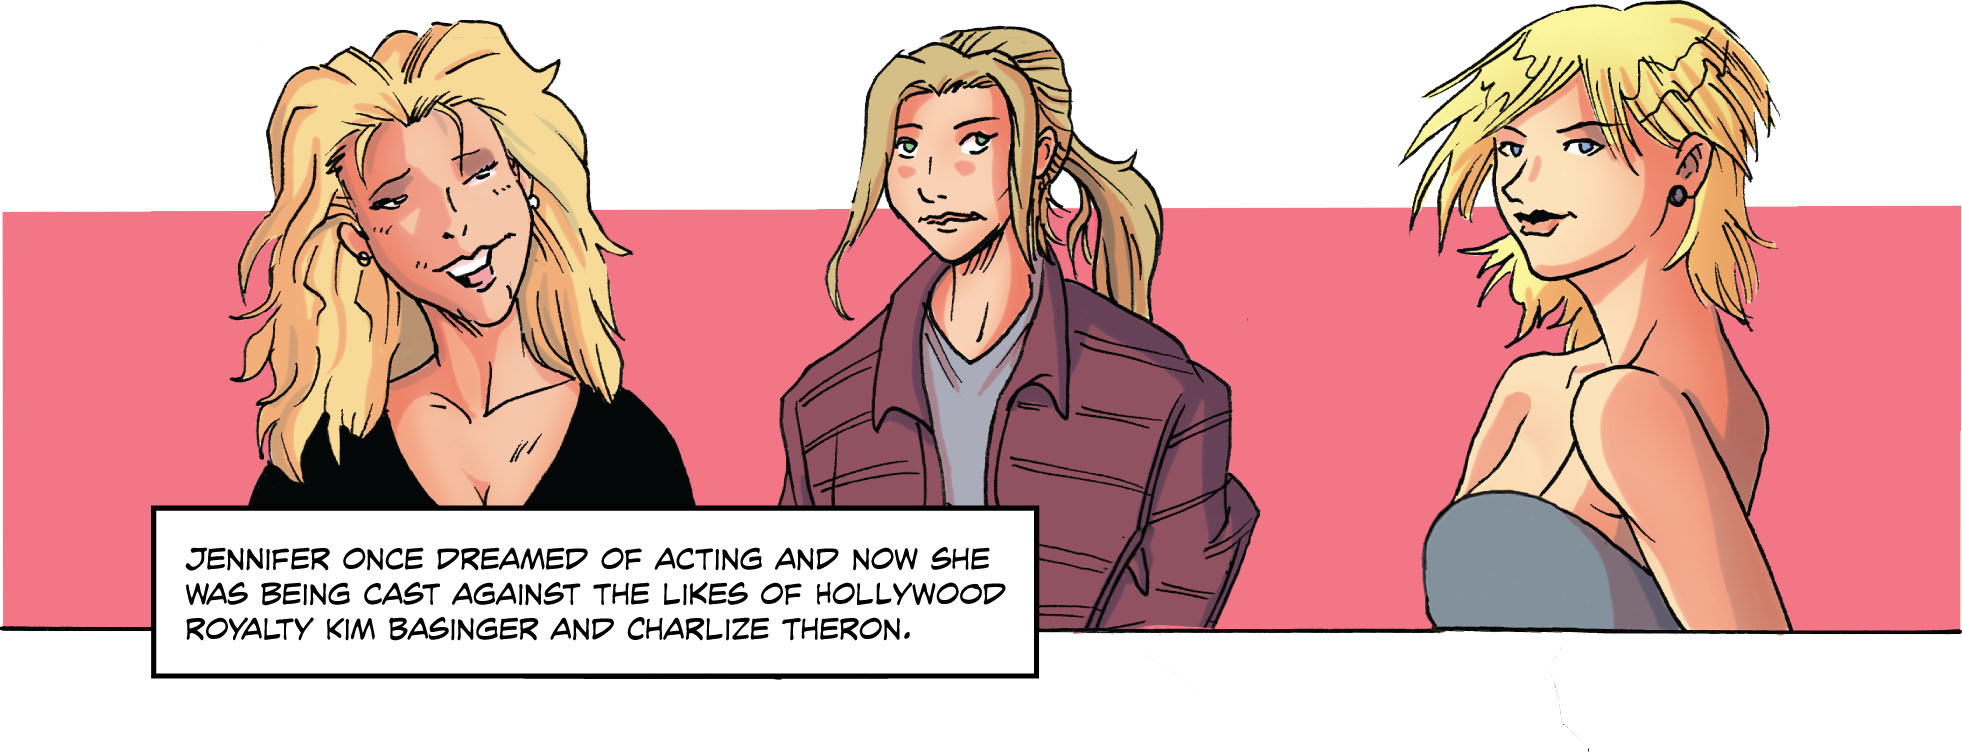 JENNIFER ONCE DREAMED OF ACTING AND NOW SHE
WAS BEING CAST AGAINST THE LIKES OF HOLLYWOOD
ROYALTY KIM BASINGER AND CHARLIZE THERON.